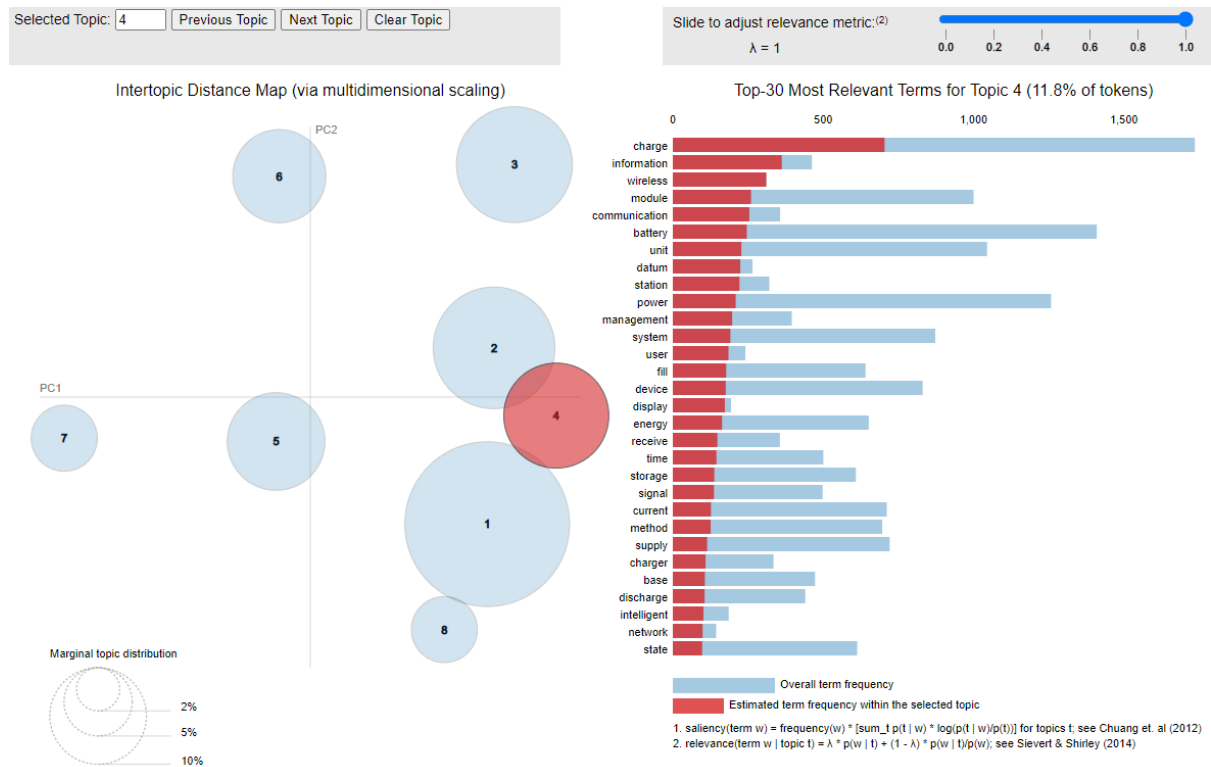 Selected Topic: 4 Previous Topic Next Topic Clear Topic
Slide to adjust relevance metric:(2)
λ = 1
0.0 0.2 0.4 0.6 0.8 1.0
Intertopic Distance Map (via multidimensional scaling)
PC2
PC1
6
3
2
4
7
5
1
8
Marginal topic distribution
2%
5%
10%
Top-30 Most Relevant Terms for Topic 4 (11.8% of tokens)
0 500 1,000 1,500
charge
information
wireless
module
communication
battery
unit
datum
station
power
management
system
user
fill
device
display
energy
receive
time
storage
signal
current
method
supply
charger
base
discharge
intelligent
network
state
Overall term frequency
Estimated term frequency within the selected topic
1. saliency(term w) = frequency(w) * [sum_t p(t | w) * log(p(t | w)/p(t))] for topics t; see Chuang et. al (2012)
2. relevance(term w | topic t) = λ * p(w | t) + (1 - λ) * p(w | t)/p(w); see Sievert & Shirley (2014)